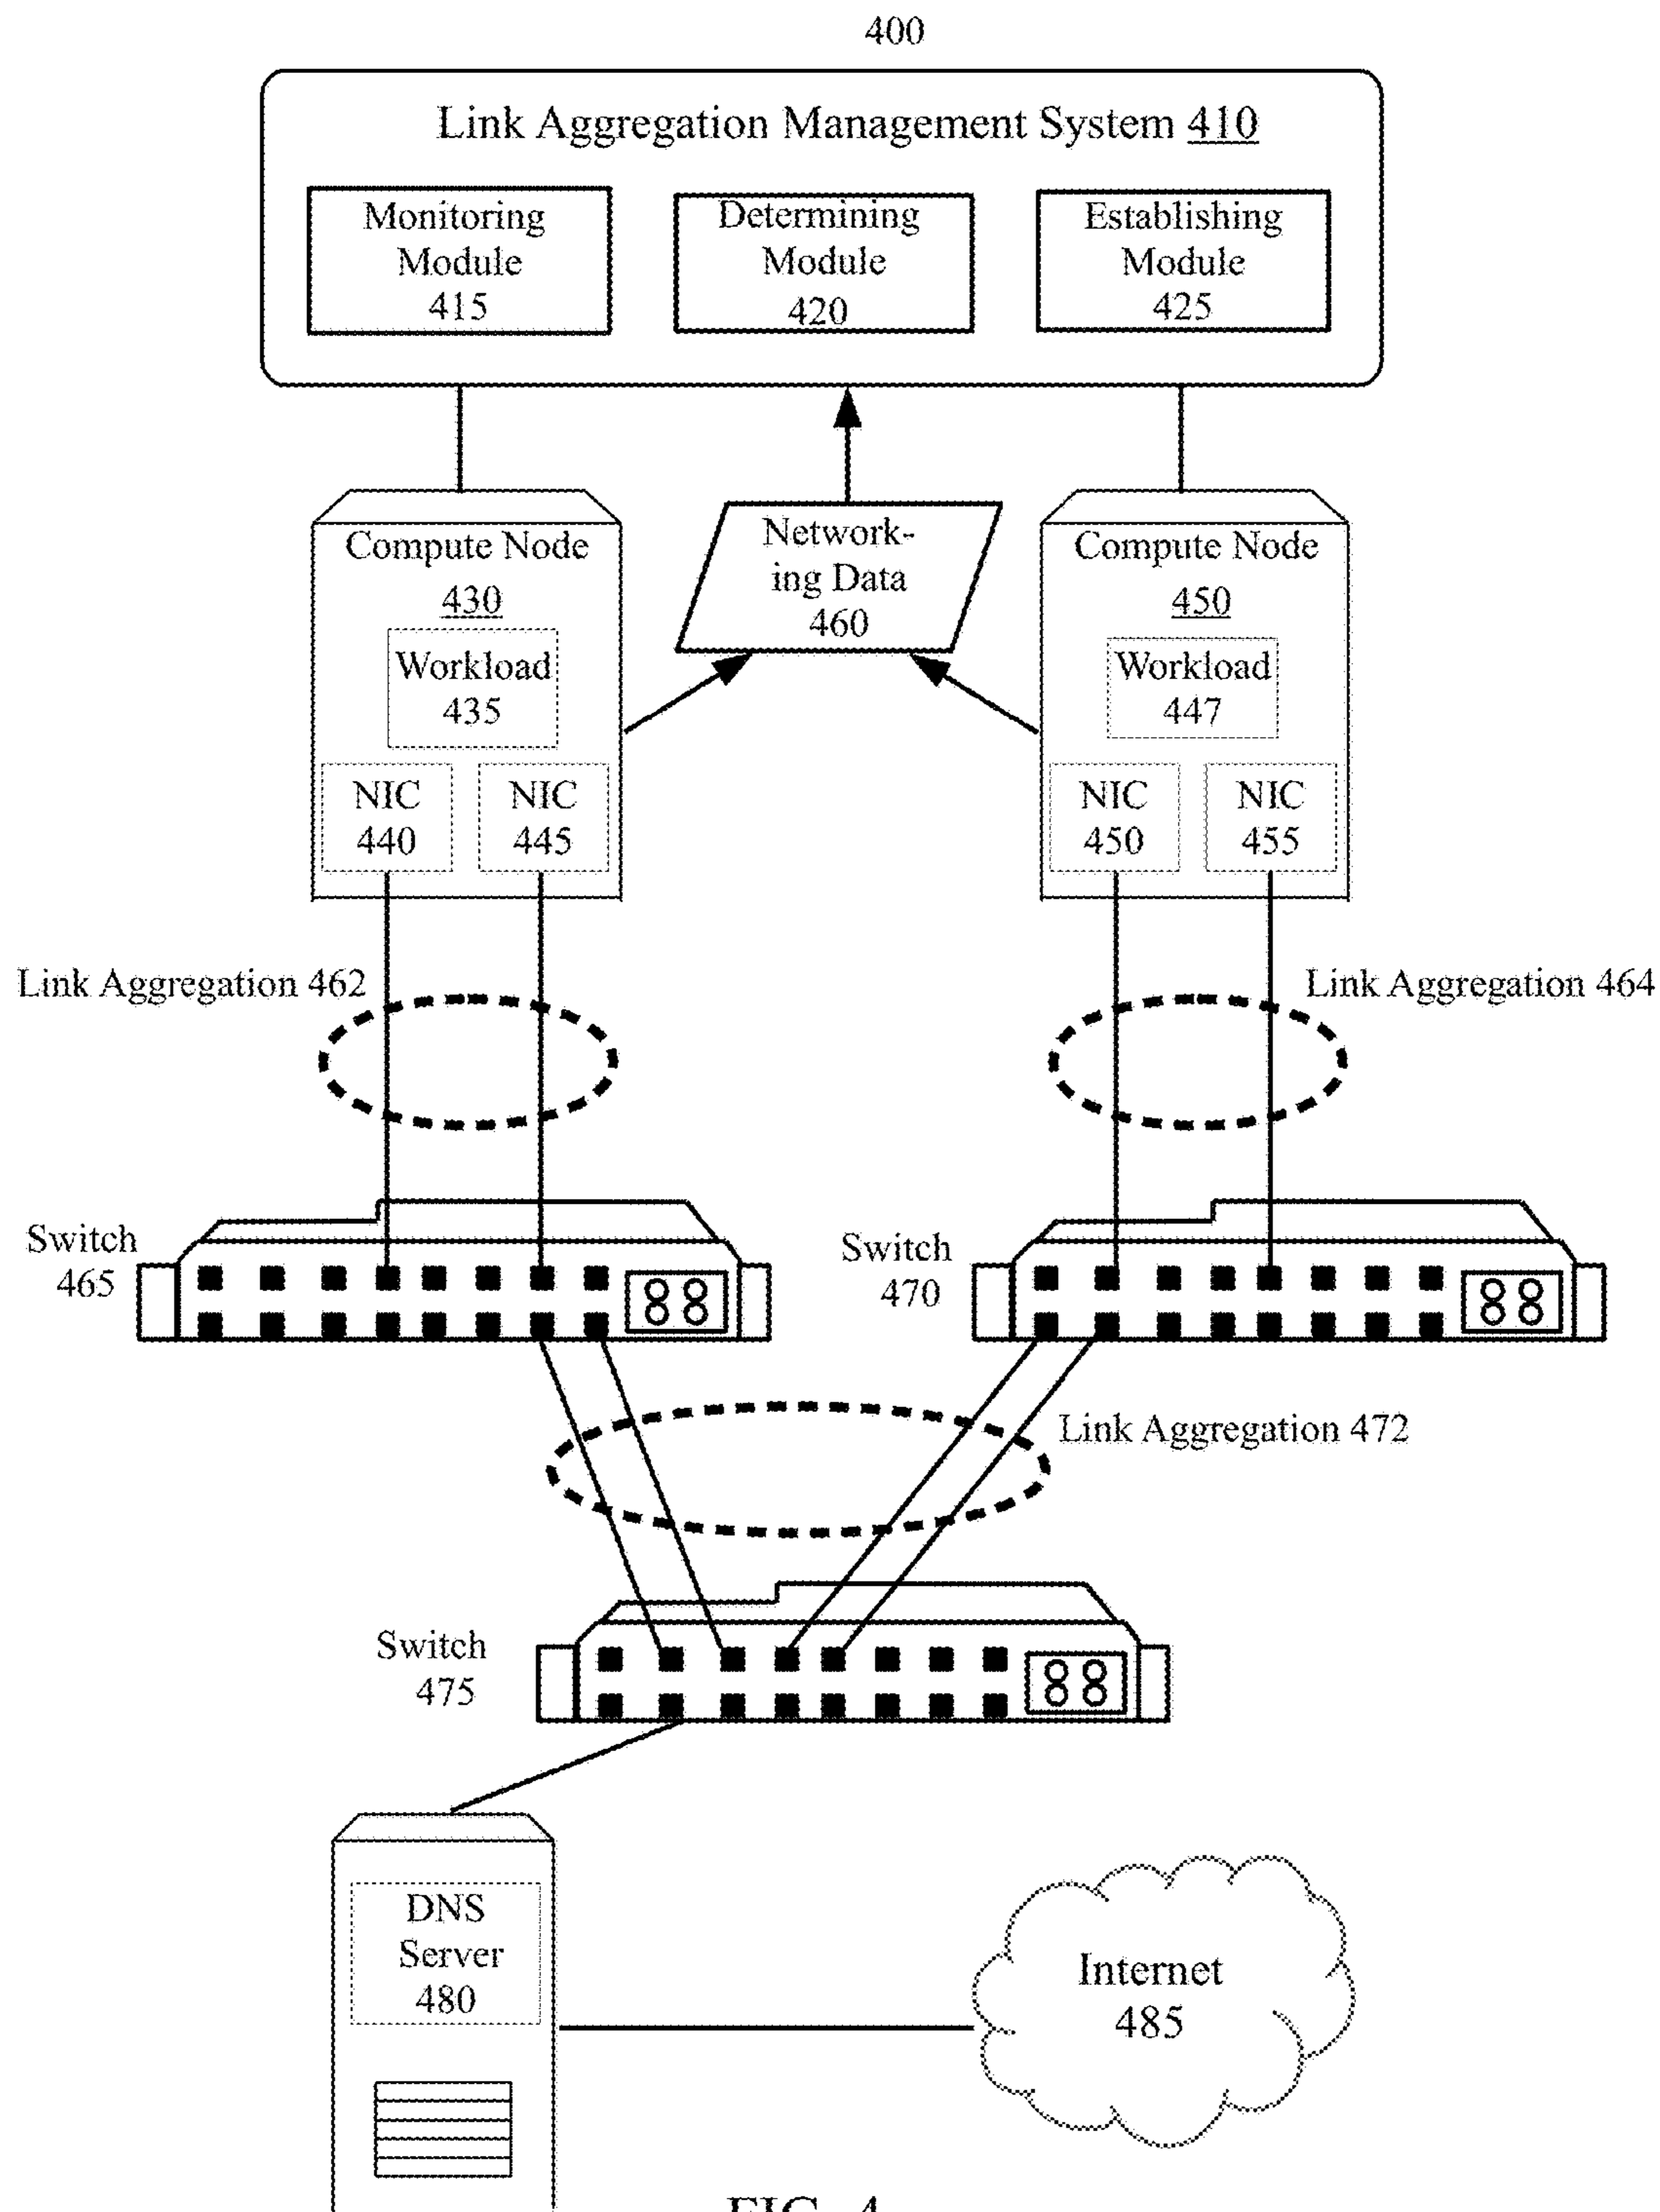 400
Link Aggregation Management System 410
Monitoring
Module
415
Determining
Module
420
Establishing
Module
425
Compute Node
430
Workload
435
NIC
440
NIC
445
Network-
ing Data
460
Compute Node
450
Workload
447
NIC
450
NIC
455
Link Aggregation 462
Link Aggregation 464
Switch
465
Switch
470
Link Aggregation 472
Switch
475
DNS
Server
480
Internet
485
FIG. 4